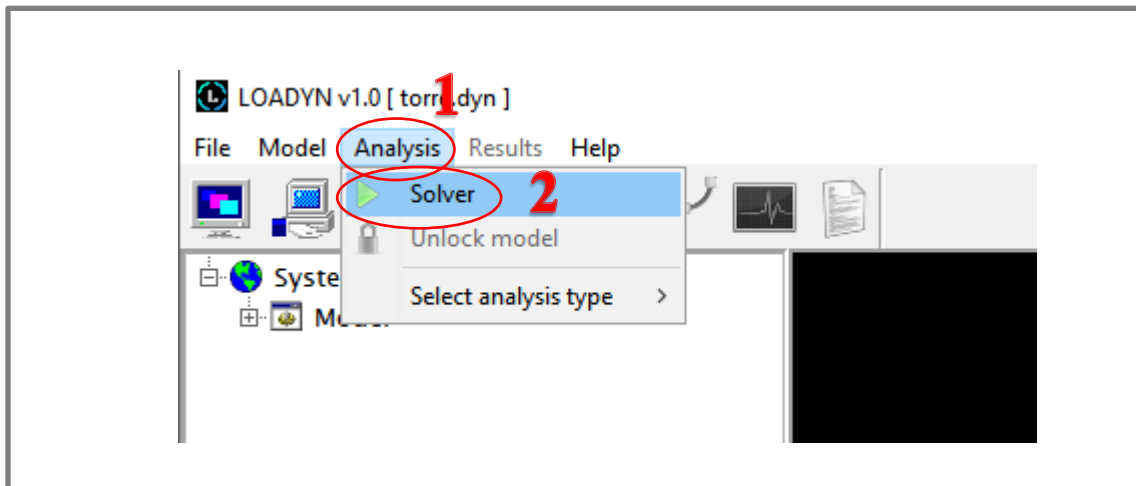 LOADYN v1.0 [ torre.dyn ]
1
File Model Analysis Results Help
Solver 2
Unlock model
Select analysis type >
Syste
M